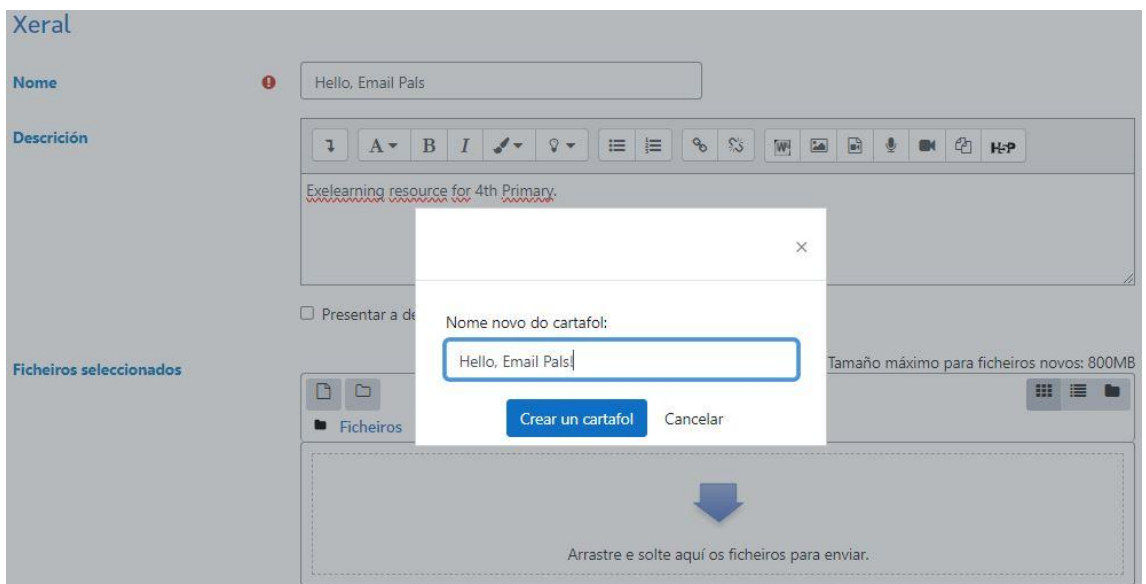 Xeral
Nome
Hello, Email Pals
Descrición
A B I W H5P
Exelearning resource for 4th Primary.
Presentar a de
Nome novo do cartafol:
Hello, Email Pals!
Crear un cartafol Cancelar
Ficheiros seleccionados
Tamaño máximo para ficheiros novos: 800MB
Ficheiros
Arrastre e solte aquí os ficheiros para enviar.